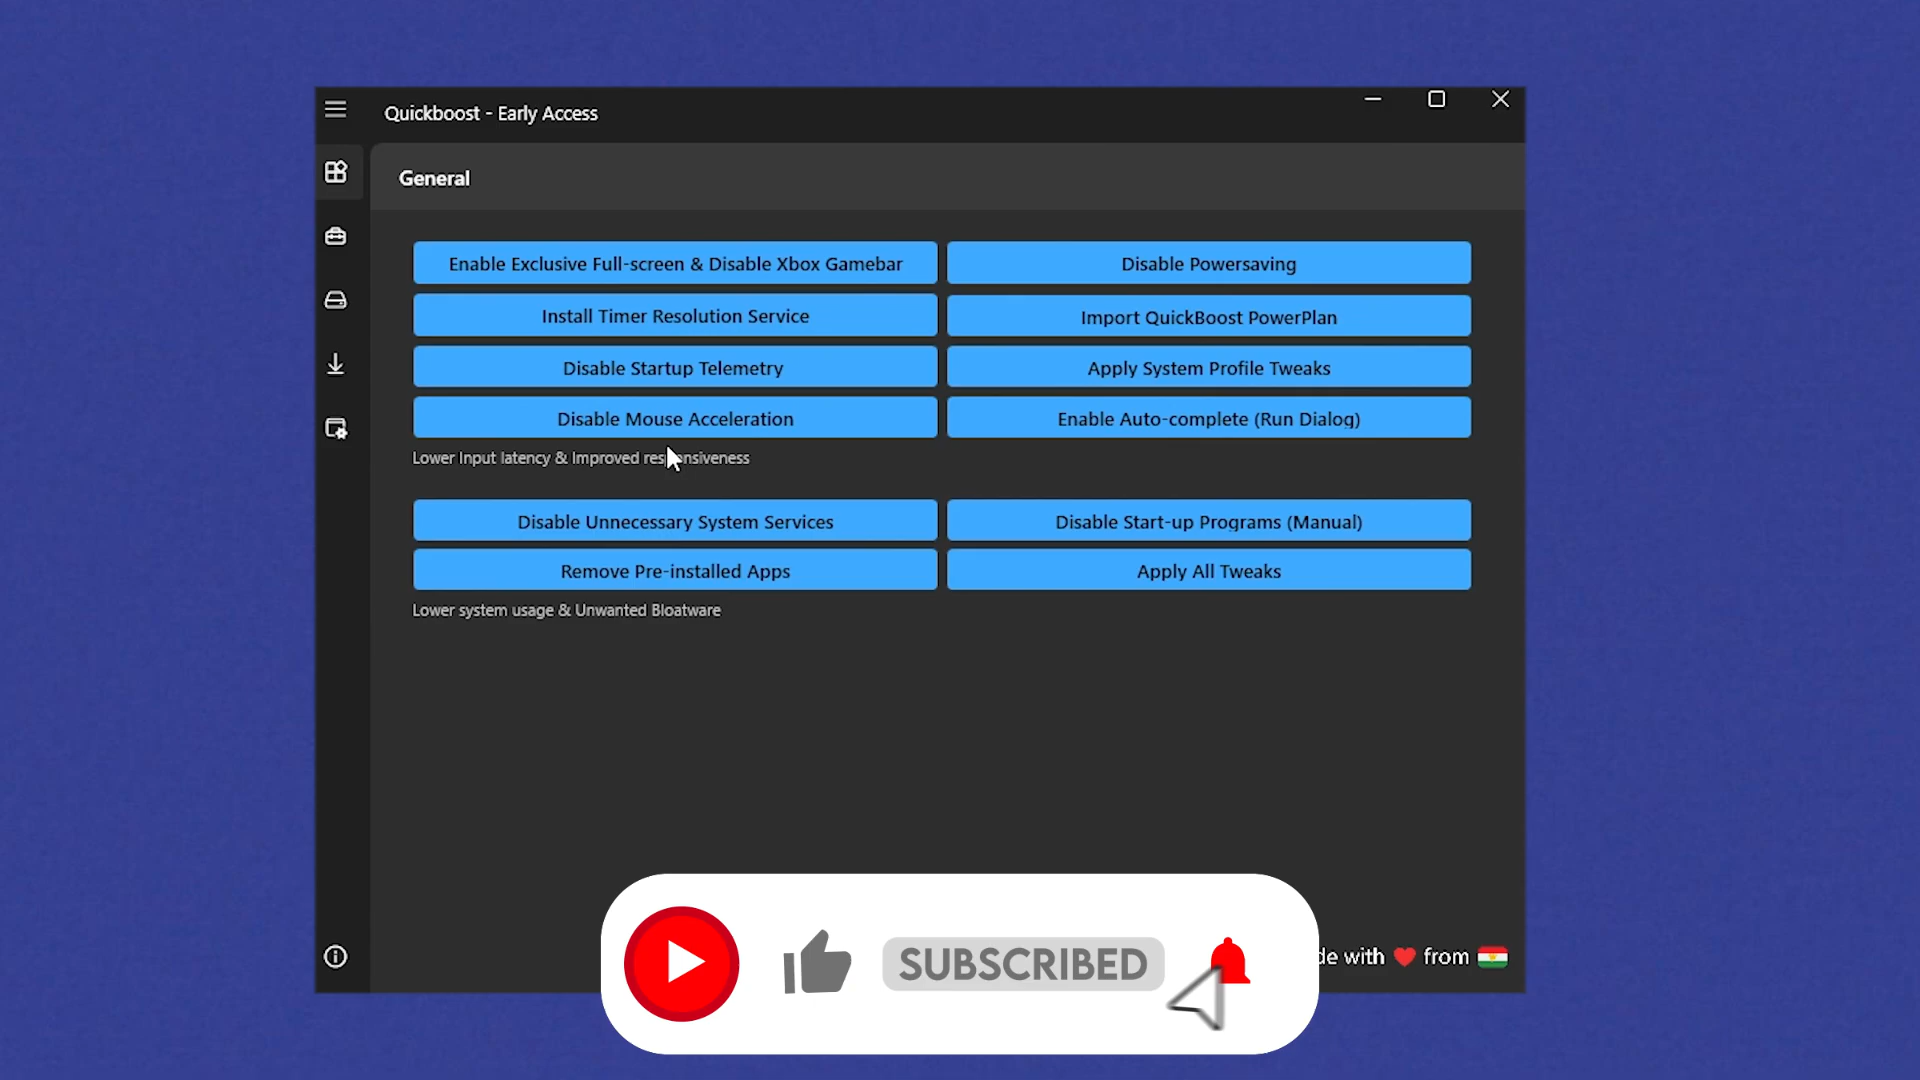 Quickboost - Early Access
General
Enable Exclusive Full-screen & Disable Xbox Gamebar
Disable Powersaving
Install Timer Resolution Service
Import QuickBoost PowerPlan
Disable Startup Telemetry
Apply System Profile Tweaks
Disable Mouse Acceleration
Enable Auto-complete (Run Dialog)
Lower Input latency & Improved responsiveness
Disable Unnecessary System Services
Disable Start-up Programs (Manual)
Remove Pre-installed Apps
Apply All Tweaks
Lower system usage & Unwanted Bloatware
SUBSCRIBED
with ❤️ from